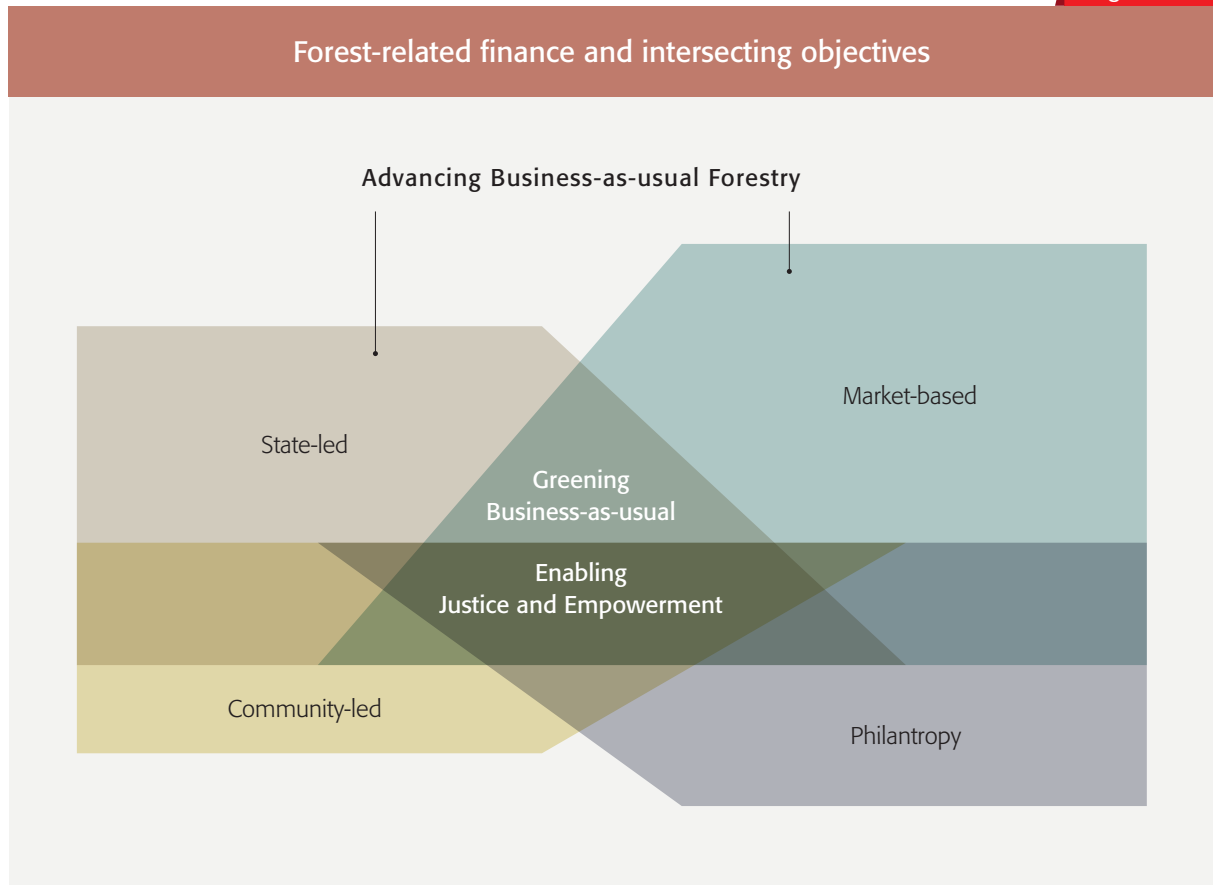 Forest-related finance and intersecting objectives
Advancing Business-as-usual Forestry
Market-based
State-led
Greening
Business-as-usual
Enabling
Justice and Empowerment
Community-led
Philantropy